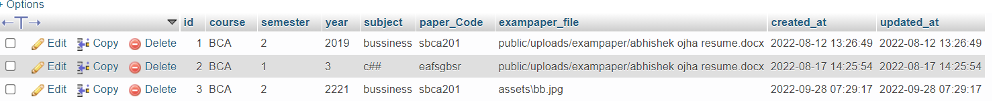 + Options
←T→ id course semester year subject paper_Code exampaper_file created_at updated_at
Edit Copy Delete 1 BCA 2 2019 bussiness sbca201 public/uploads/exampaper/abhishek ojha resume.docx 2022-08-12 13:26:49 2022-08-12 13:26:49
Edit Copy Delete 2 BCA 1 3 c## eafsgbsr public/uploads/exampaper/abhishek ojha resume.docx 2022-08-17 14:25:54 2022-08-17 14:25:54
Edit Copy Delete 3 BCA 2 2221 bussiness sbca201 assets\bb.jpg 2022-09-28 07:29:17 2022-09-28 07:29:17